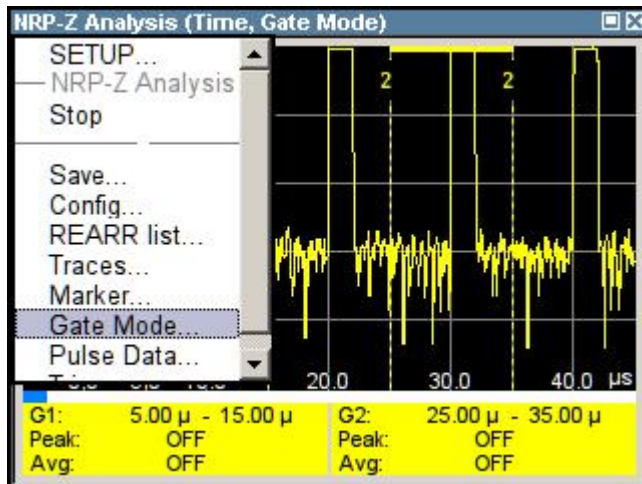 NRP-Z Analysis (Time, Gate Mode)
SETUP...
NRP-Z Analysis
Stop
Save...
Config...
REARR list...
Traces...
Marker...
Gate Mode...
Pulse Data...
2 2
20.0 30.0 40.0 µs
G1: 5.00 µ - 15.00 µ G2: 25.00 µ - 35.00 µ
Peak: OFF Peak: OFF
Avg: OFF Avg: OFF